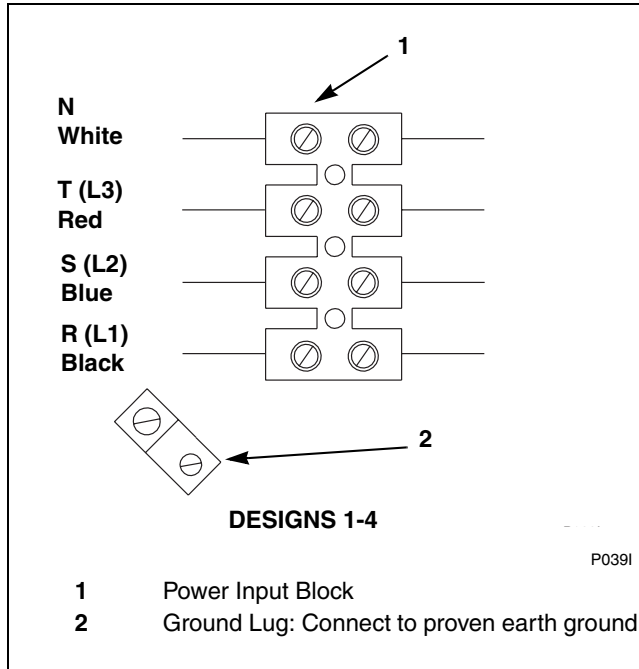 1
N
White
T (L3)
Red
S (L2)
Blue
R (L1)
Black
2
DESIGNS 1-4
P039I
1 Power Input Block
2 Ground Lug: Connect to proven earth ground